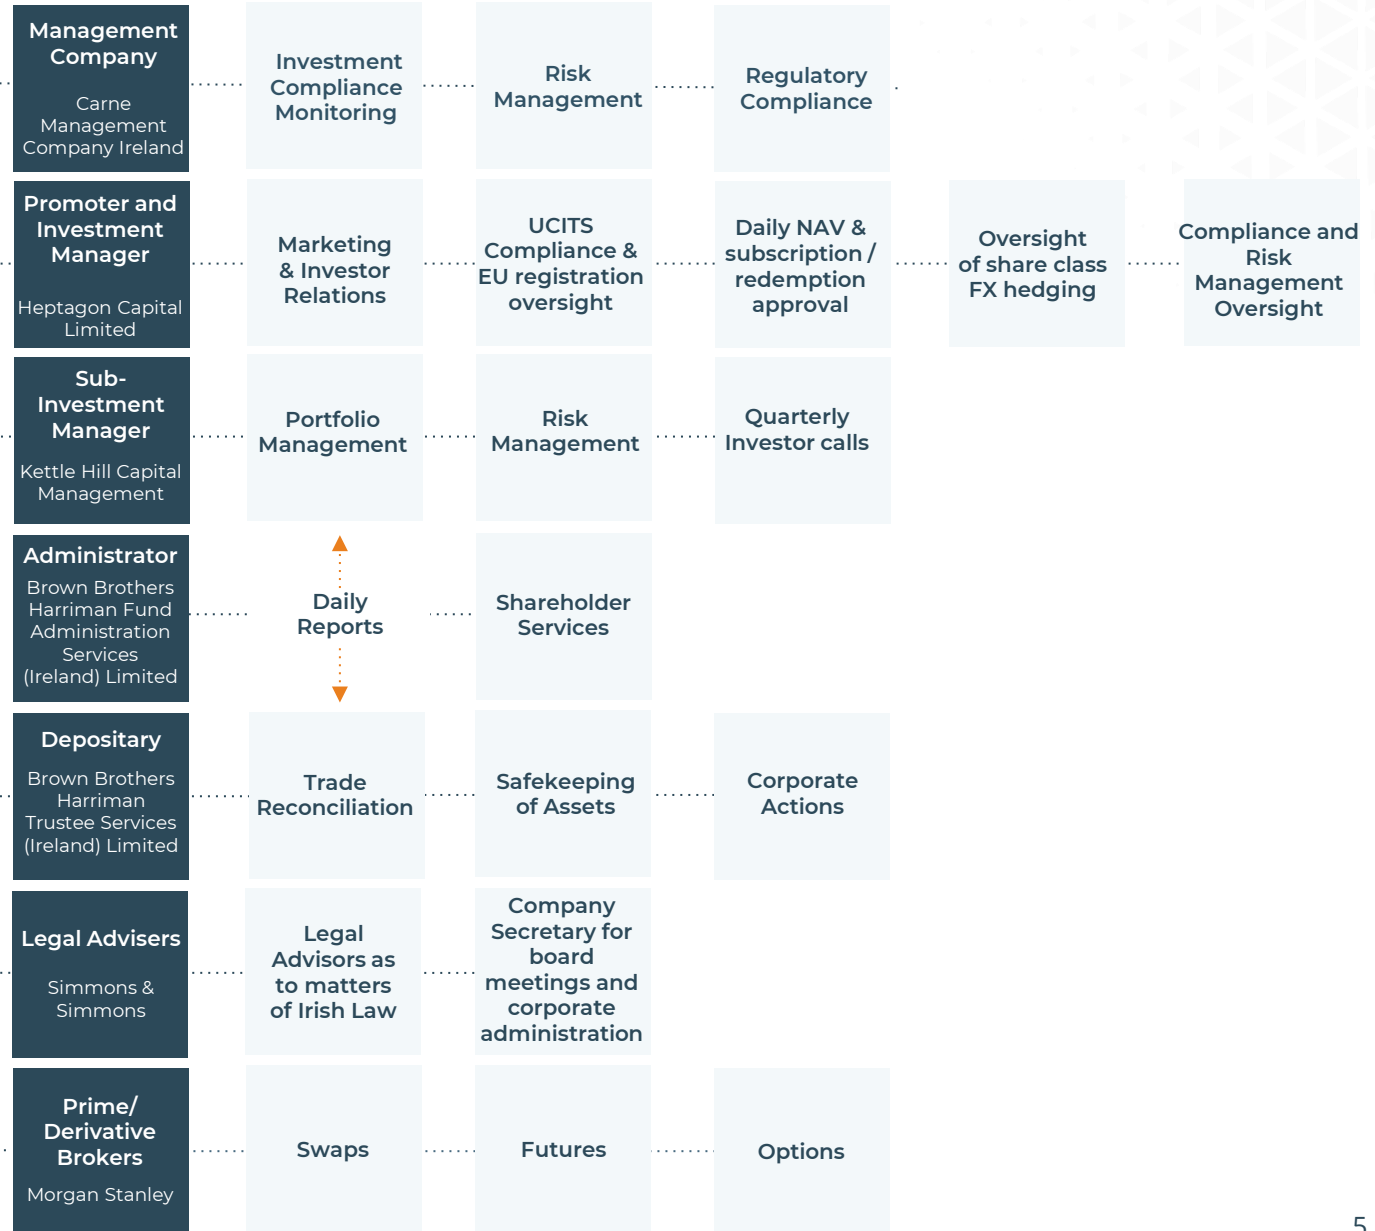 Management
Company
Carne
Management
Company Ireland
Investment
Compliance
Monitoring
Risk
Management
Regulatory
Compliance
Promoter and
Investment
Manager
Heptagon Capital
Limited
Marketing
& Investor
Relations
UCITS
Compliance &
EU registration
oversight
Daily NAV &
subscription /
redemption
approval
Oversight
of share class
FX hedging
Compliance and
Risk
Management
Oversight
Sub-
Investment
Manager
Kettle Hill Capital
Management
Portfolio
Management
Risk
Management
Quarterly
Investor calls
Administrator
Brown Brothers
Harriman Fund
Administration
Services
(Ireland) Limited
Daily
Reports
Shareholder
Services
Depositary
Brown Brothers
Harriman
Trustee Services
(Ireland) Limited
Trade
Reconciliation
Safekeeping
of Assets
Corporate
Actions
Legal Advisers
Simmons &
Simmons
Legal
Advisors as
to matters
of Irish Law
Company
Secretary for
board
meetings and
corporate
administration
Prime/
Derivative
Brokers
Morgan Stanley
Swaps
Futures
Options
5